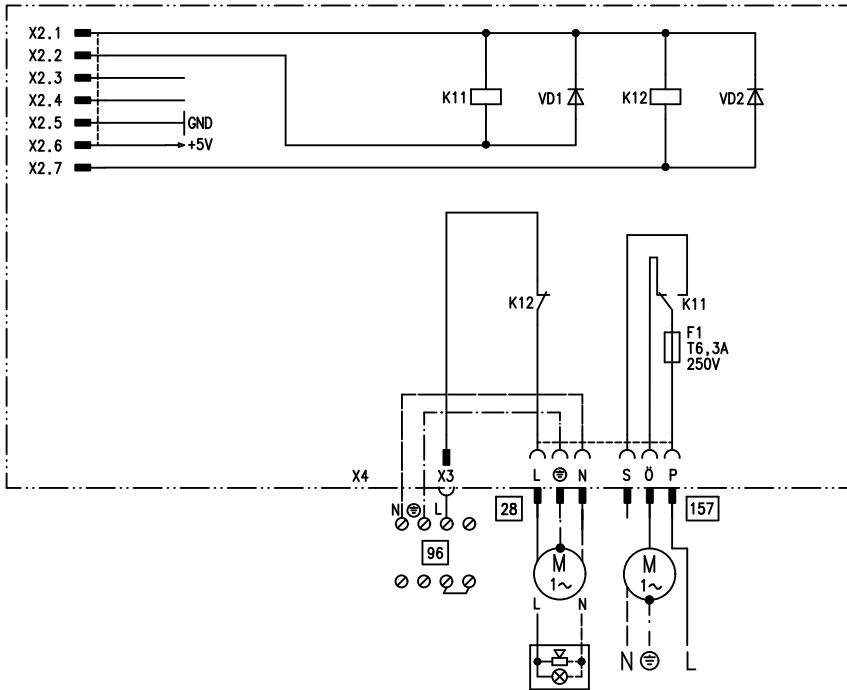 X2.1
X2.2
X2.3
X2.4
X2.5 GND
X2.6 +5V
X2.7
K11 VD1 K12 VD2
K12 K11
F1
T6,3A
250V
X4 X3 L N S Ö P
N L 28 157
96
M
1~
M
1~
L N
N L